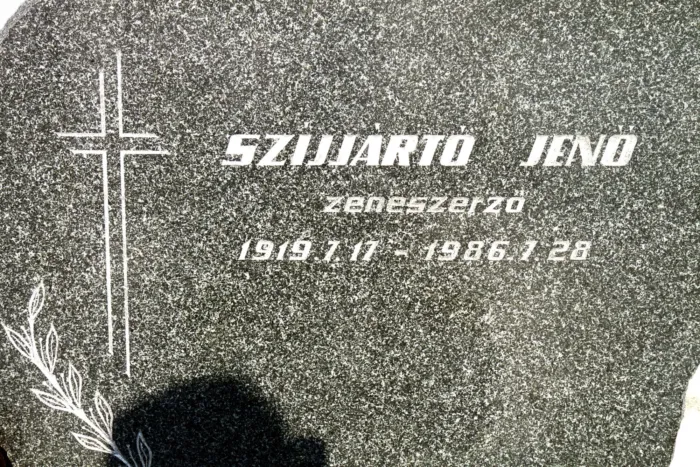 SZIJJÁRTÓ JENŐ
zeneszerző
1919.7.17 - 1986.7.28